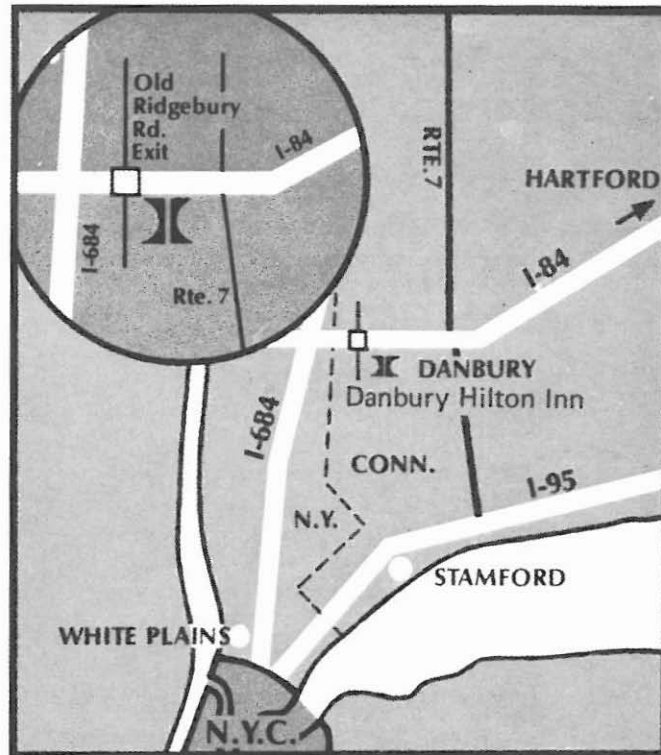 Old
Ridgebury
Rd.
Exit
I-84
I-684
Rte. 7
RTE. 7
HARTFORD
I-84
DANBURY
Danbury Hilton Inn
I-684
CONN.
N.Y.
I-95
STAMFORD
WHITE PLAINS
N.Y.C.